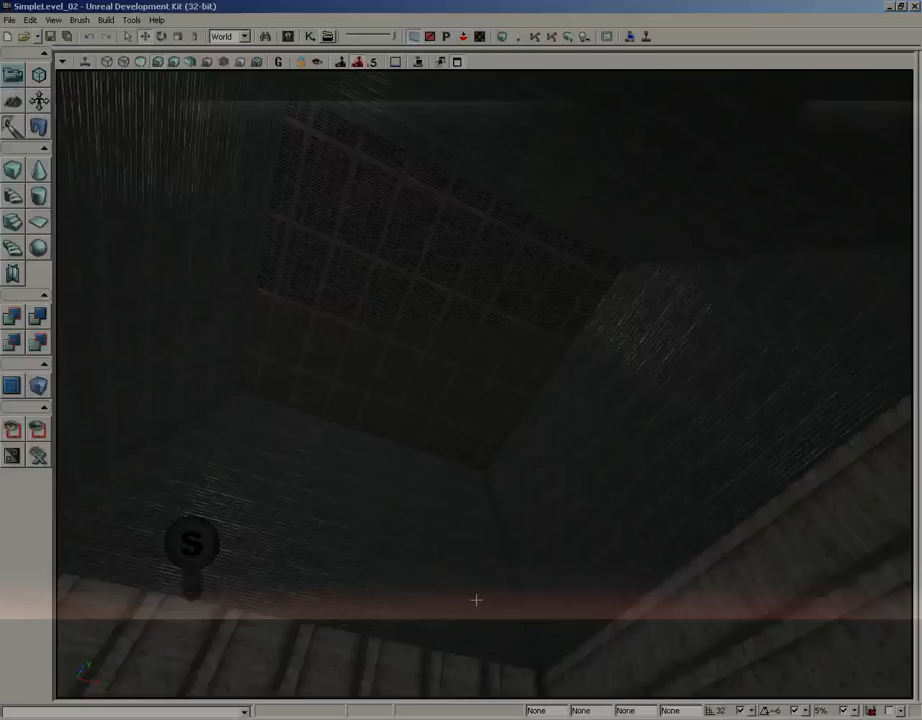 SimpleLevel_02 - Unreal Development Kit (32-bit)
File Edit View Brush Build Tools Help
World
K
P
G
S
S
Y
None None None None 32 ~6 5%